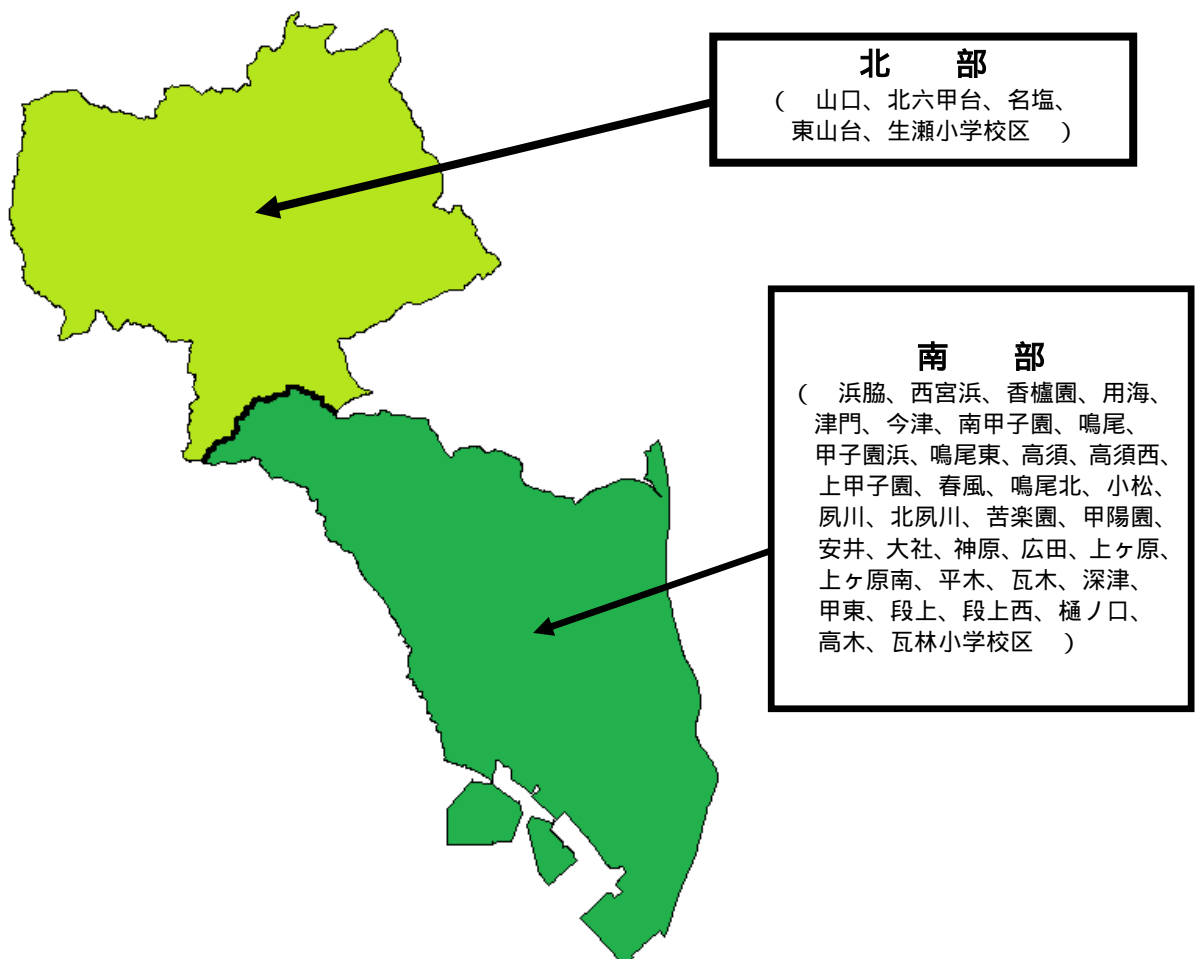 北　　部
（　山口、北六甲台、名塩、
東山台、生瀬小学校区　）
南　　部
（　浜脇、西宮浜、香櫨園、用海、
津門、今津、南甲子園、鳴尾、
甲子園浜、鳴尾東、高須、高須西、
上甲子園、春風、鳴尾北、小松、
夙川、北夙川、苦楽園、甲陽園、
安井、大社、神原、広田、上ヶ原、
上ヶ原南、平木、瓦木、深津、
甲東、段上、段上西、樋ノ口、
高木、瓦林小学校区　）